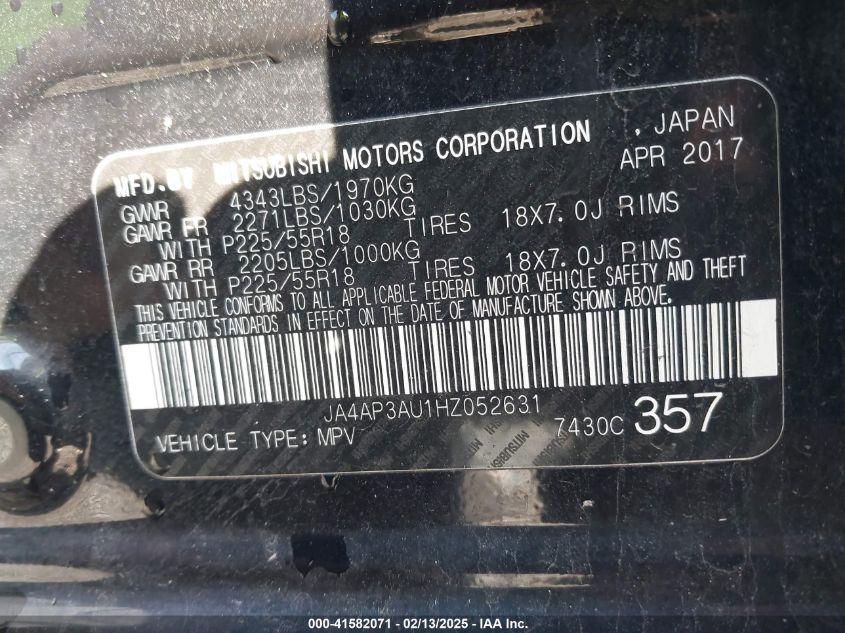 MFD. BY MITSUBISHI MOTORS CORPORATION , JAPAN
APR 2017
GVWR 4343LBS/1970KG
GAWR FR 2271LBS/1030KG
WITH P225/55R18 TIRES 18X7.0J RIMS
GAWR RR 2205LBS/1000KG
WITH P225/55R18 TIRES 18X7.0J RIMS
THIS VEHICLE CONFORMS TO ALL APPLICABLE FEDERAL MOTOR VEHICLE SAFETY AND THEFT
PREVENTION STANDARDS IN EFFECT ON THE DATE OF MANUFACTURE SHOWN ABOVE.
JA4AP3AU1HZ052631
VEHICLE TYPE: MPV 7430C 357
000-41582071 - 02/13/2025 - IAA Inc.